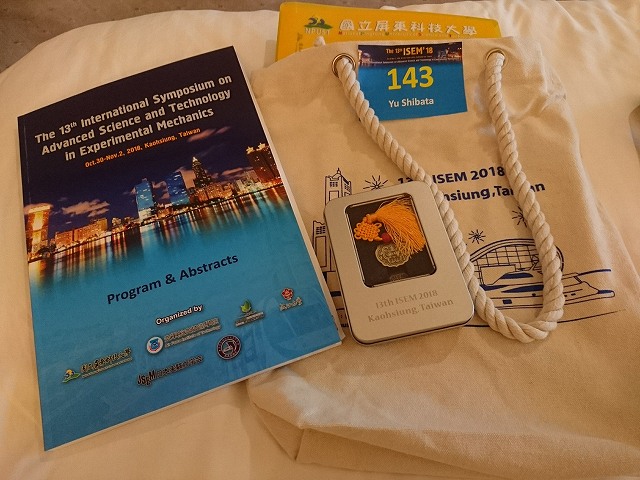 The 13th International Symposium on
Advanced Science and Technology
in Experimental Mechanics
Oct.30-Nov.2, 2018, Kaohsiung, Taiwan
Program & Abstracts
Organized by
JSEM
NPUST
國立屏東科技大學
The 13th ISEM'18
143
Yu Shibata
13th ISEM 2018
Kaohsiung,Taiwan
13th ISEM 2018
Kaohsiung, Taiwan